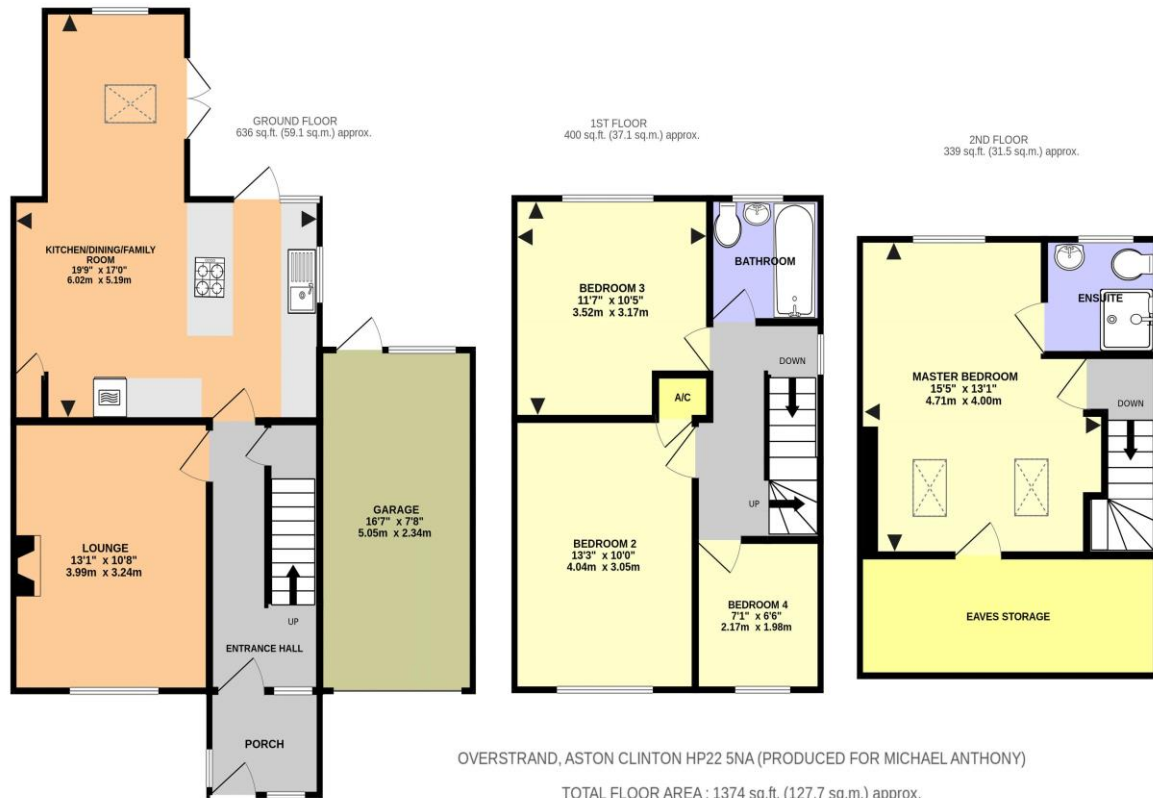 GROUND FLOOR
636 sq.ft. (59.1 sq.m.) approx.
KITCHEN/DINING/FAMILY
ROOM
19'9" x 17'0"
6.02m x 5.19m
LOUNGE
13'1" x 10'8"
3.99m x 3.24m
UP
ENTRANCE HALL
PORCH
GARAGE
16'7" x 7'8"
5.05m x 2.34m
1ST FLOOR
400 sq.ft. (37.1 sq.m.) approx.
BEDROOM 3
11'7" x 10'5"
3.52m x 3.17m
BATHROOM
DOWN
A/C
UP
BEDROOM 2
13'3" x 10'0"
4.04m x 3.05m
BEDROOM 4
7'1" x 6'6"
2.17m x 1.98m
2ND FLOOR
339 sq.ft. (31.5 sq.m.) approx.
ENSUITE
MASTER BEDROOM
15'5" x 13'1"
4.71m x 4.00m
DOWN
EAVES STORAGE
OVERSTRAND, ASTON CLINTON HP22 5NA (PRODUCED FOR MICHAEL ANTHONY)
TOTAL FLOOR AREA : 1374 sq.ft. (127.7 sq.m.) approx.